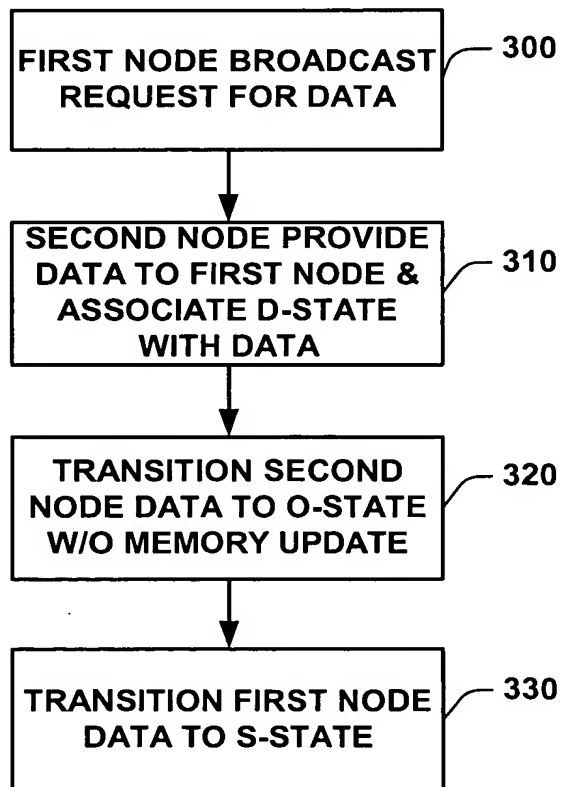 FIRST NODE BROADCAST
REQUEST FOR DATA
300
SECOND NODE PROVIDE
DATA TO FIRST NODE &
ASSOCIATE D-STATE
WITH DATA
310
TRANSITION SECOND
NODE DATA TO O-STATE
W/O MEMORY UPDATE
320
TRANSITION FIRST NODE
DATA TO S-STATE
330